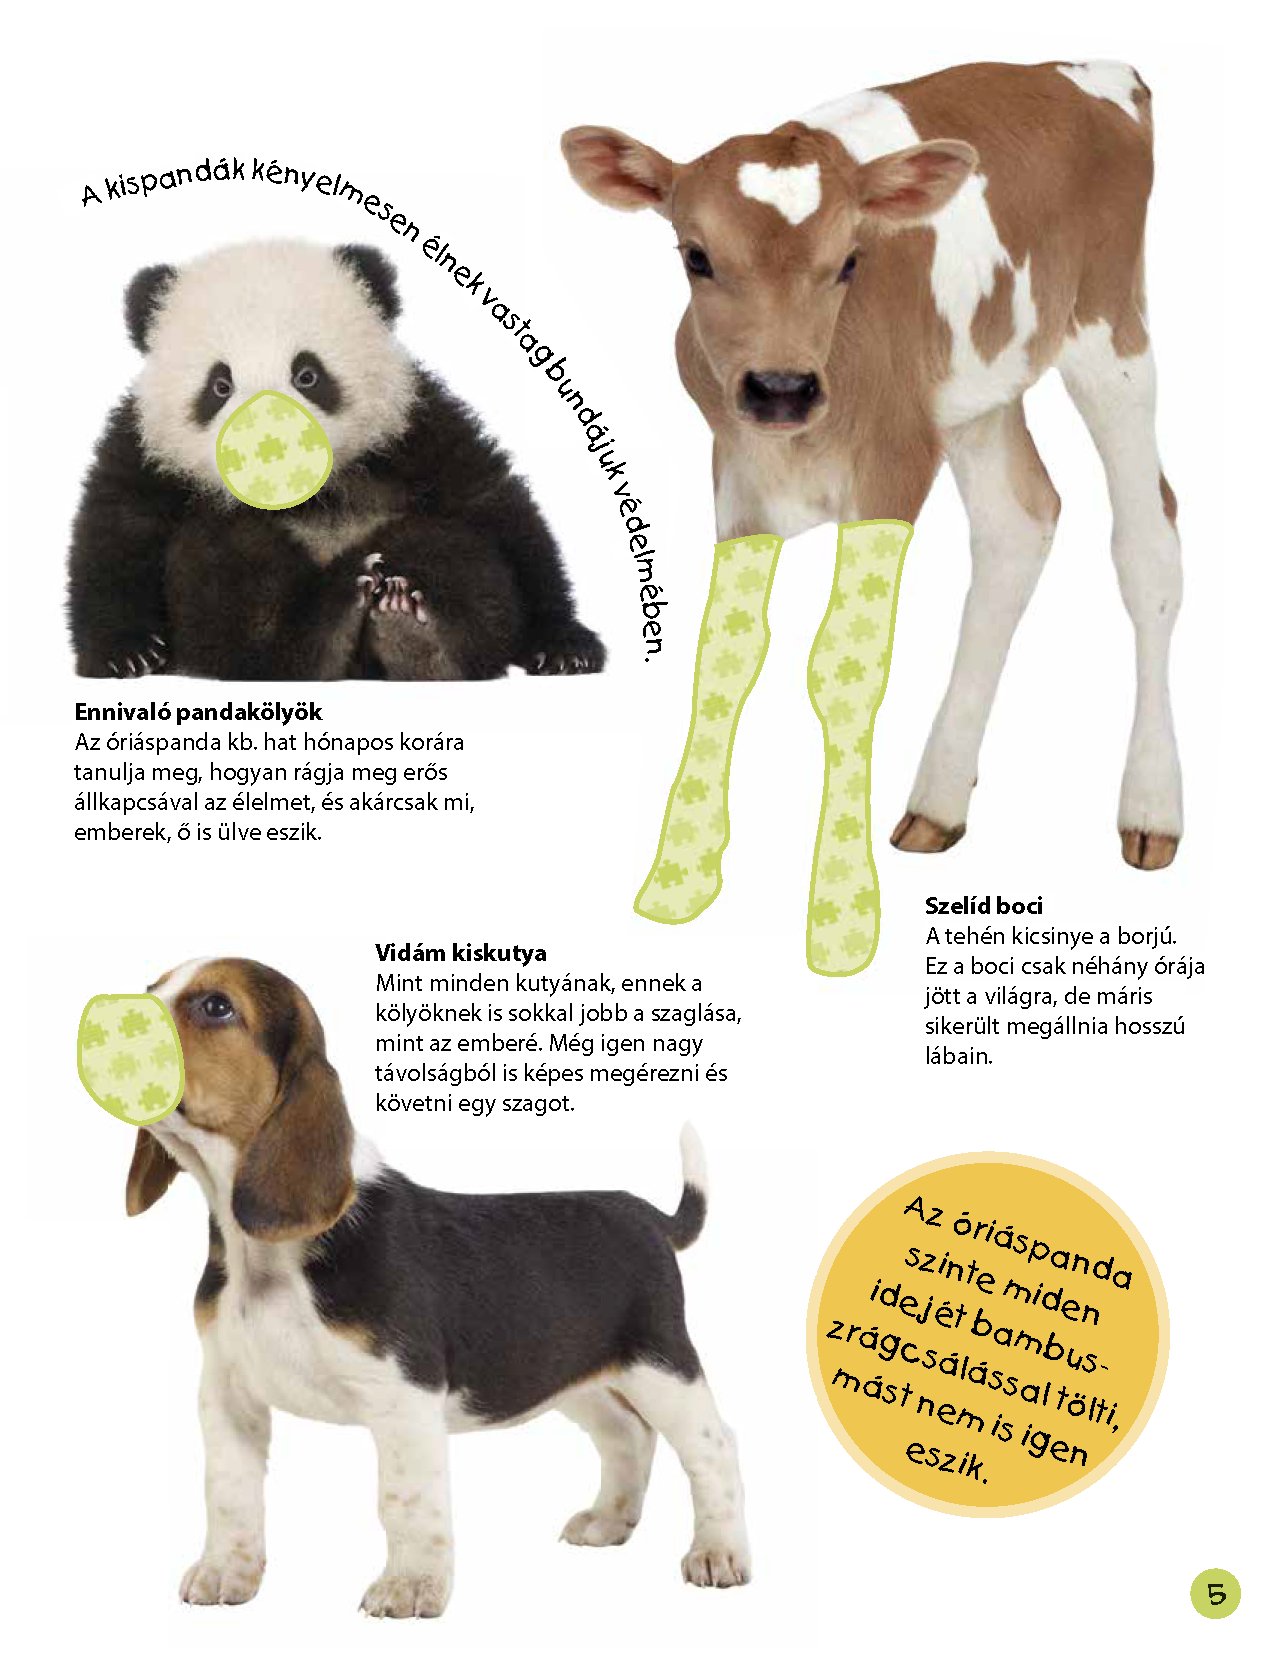 A kispandák kényelmesen élnek vastag bundájuk védelmében.
Ennivaló pandakölyök
Az óriáspanda kb. hat hónapos korára
tanulja meg, hogyan rágja meg erős
állkapcsával az élelmet, és akárcsak mi,
emberek, ő is ülve eszik.
Szelíd boci
A tehén kicsinye a borjú.
Ez a boci csak néhány órája
jött a világra, de máris
sikerült megállnia hosszú
lábain.
Vidám kiskutya
Mint minden kutyának, ennek a
kölyöknek is sokkal jobb a szaglása,
mint az emberé. Még igen nagy
távolságból is képes megérezni és
követni egy szagot.
Az óriáspanda
szinte miden
idejét bambus-
zrágcsálással tölti,
mást nem is igen
eszik.
5